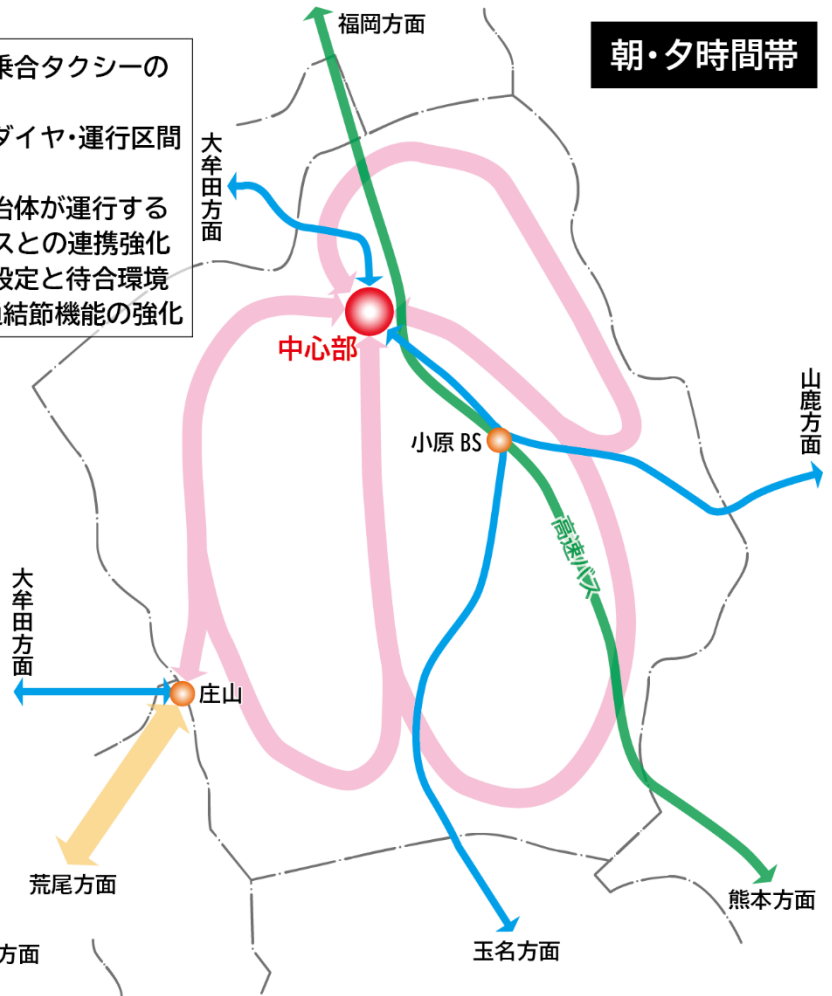 福岡方面
朝・夕時間帯
乗合タクシーの
ダイヤ・運行区間
治体が運行する
スとの連携強化
設定と待合環境
結節機能の強化
大牟田方面
中心部
山鹿方面
小原 BS
高速バス
大牟田方面
庄山
荒尾方面
熊本方面
玉名方面
方面